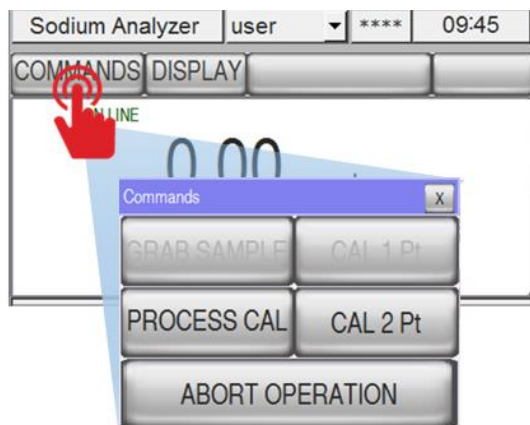 Sodium Analyzer user **** 09:45
COMMANDS DISPLAY
LINE
0.00
Commands X
GRAB SAMPLE CAL 1 Pt
PROCESS CAL CAL 2 Pt
ABORT OPERATION